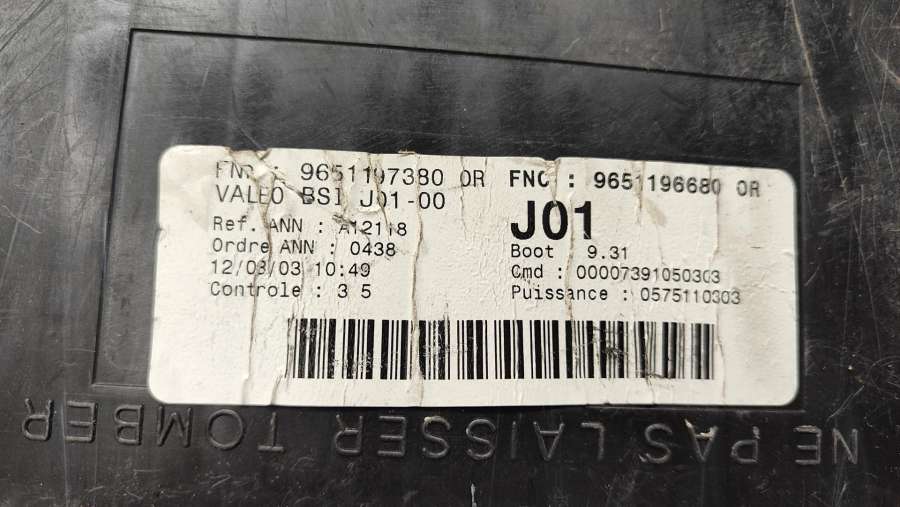 FNR : 9651197380 OR FNC : 9651196680 OR
VALEO BSI J01-00
J01
Ref. ANN : A12118
Ordre ANN : 0438
Boot 9.31
12/03/03 10:49
Cmd : 00007391050303
Controle : 3 5
Puissance : 0575110303
NE PAS LAISSER TOMBER